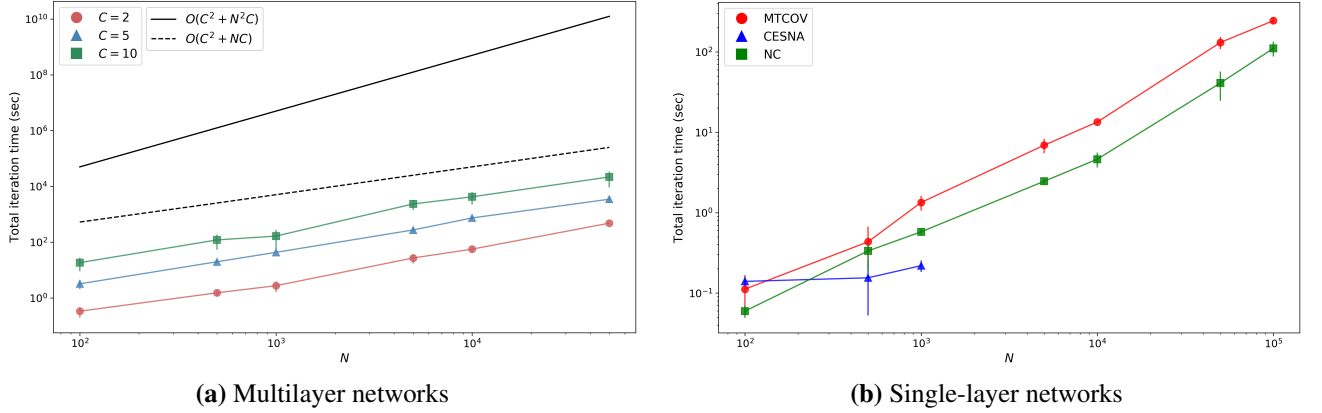 Total iteration time (sec)
10^10
10^8
10^6
10^4
10^2
10^0
C = 2
C = 5
C = 10
O(C^2 + N^2C)
O(C^2 + NC)
10^2
10^3
10^4
N
(a) Multilayer networks
Total iteration time (sec)
10^2
10^1
10^0
10^-1
MTCOV
CESNA
NC
10^2
10^3
10^4
10^5
N
(b) Single-layer networks